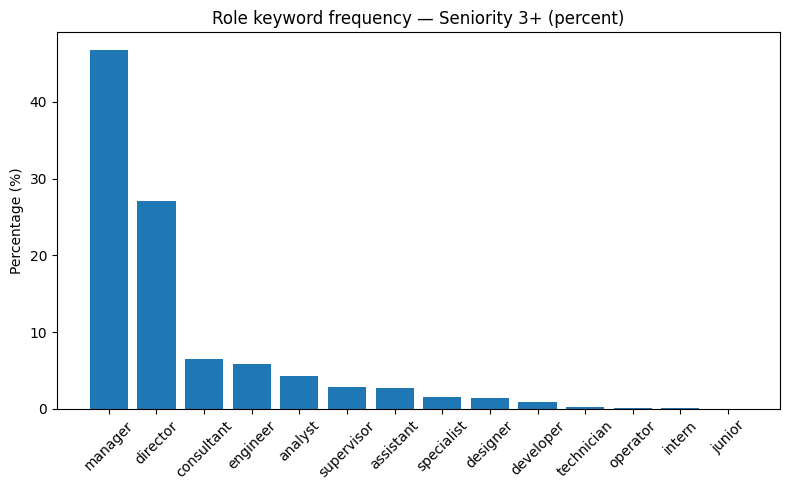 Role keyword frequency — Seniority 3+ (percent)
Percentage (%)
40
30
20
10
0
manager
director
consultant
engineer
analyst
supervisor
assistant
specialist
designer
developer
technician
operator
intern
junior